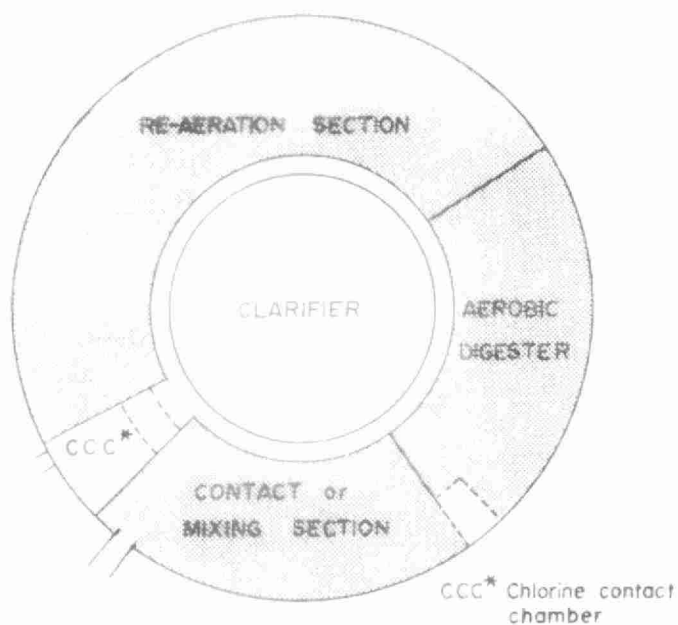 RE-AERATION SECTION
CLARIFIER
AEROBIC
DIGESTER
CCC*
CONTACT or
MIXING SECTION
CCC* Chlorine contact
chamber